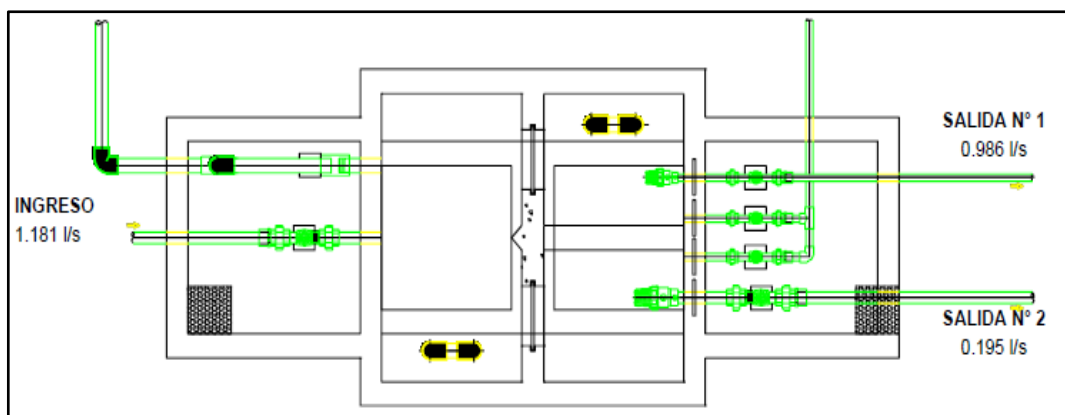 SALIDA N° 1
0.986 l/s
INGRESO
1.181 l/s
SALIDA N° 2
0.195 l/s